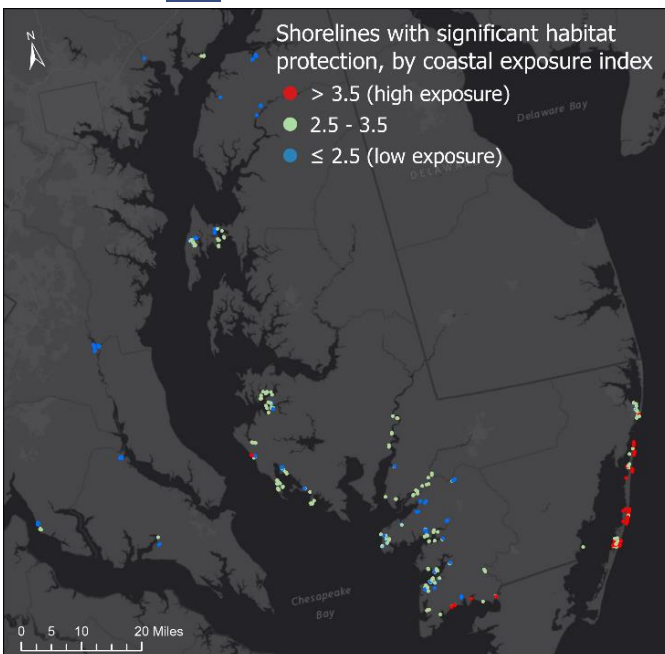 Shorelines with significant habitat
protection, by coastal exposure index
> 3.5 (high exposure)
2.5 - 3.5
≤ 2.5 (low exposure)
N
Delaware Bay
DELAWARE
Chesapeake
Bay
0 5 10 20 Miles